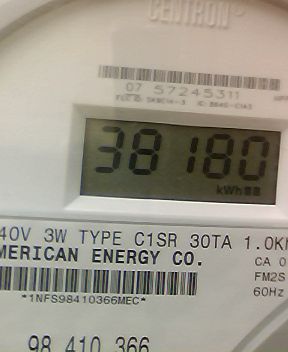 CENTRON®
07 57245311
38180
kWh
40V 3W TYPE C1SR 30TA 1.0K
MERICAN ENERGY CO.
CA 0
FM2S
60Hz
*1NFS98410366MEC*
98 410 366